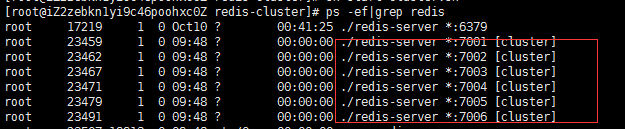 [root@iZ2zebkn1yi9c46poohxc0Z redis-cluster]# ps -ef|grep redis
root 17219 1 0 Oct10 ? 00:41:25 ./redis-server *:6379
root 23459 1 0 09:48 ? 00:00:00 ./redis-server *:7001 [cluster]
root 23462 1 0 09:48 ? 00:00:00 ./redis-server *:7002 [cluster]
root 23467 1 0 09:48 ? 00:00:00 ./redis-server *:7003 [cluster]
root 23471 1 0 09:48 ? 00:00:00 ./redis-server *:7004 [cluster]
root 23479 1 0 09:48 ? 00:00:00 ./redis-server *:7005 [cluster]
root 23491 1 0 09:48 ? 00:00:00 ./redis-server *:7006 [cluster]